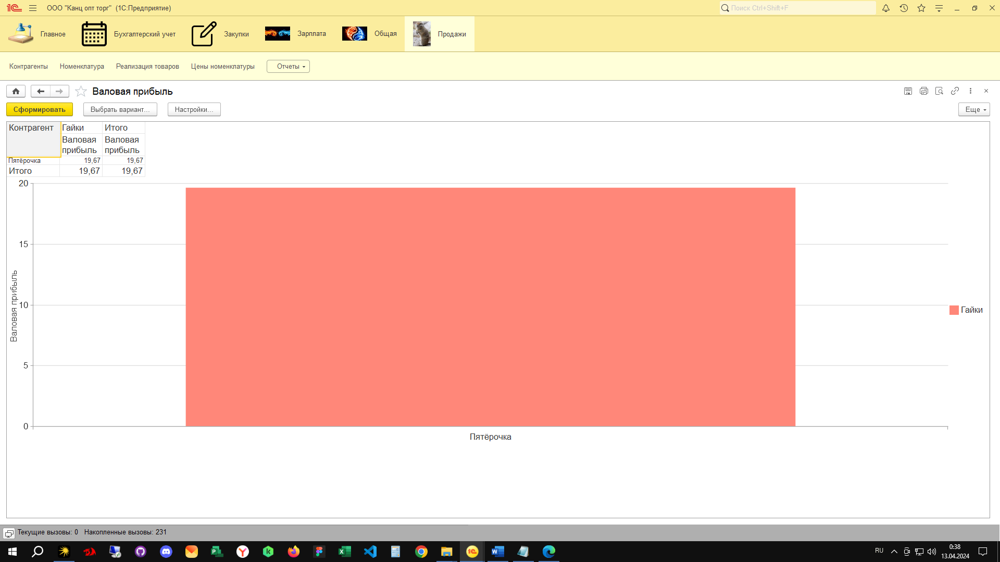 ООО "Канц опт торг" (1С:Предприятие)
Поиск Ctrl+Shift+F
Главное
Бухгалтерский учет
Закупки
Зарплата
Общая
Продажи
Контрагенты
Номенклатура
Реализация товаров
Цены номенклатуры
Отчеты
Валовая прибыль
Сформировать
Выбрать вариант...
Настройки...
Еще
Контрагент Гайки Итого
Валовая прибыль Валовая прибыль
Пятёрочка 19,67 19,67
Итого 19,67 19,67
20
15
10
5
0
Валовая прибыль
Пятёрочка
Гайки
Текущие вызовы: 0 Накопленные вызовы: 231
RU
0:38
13.04.2024